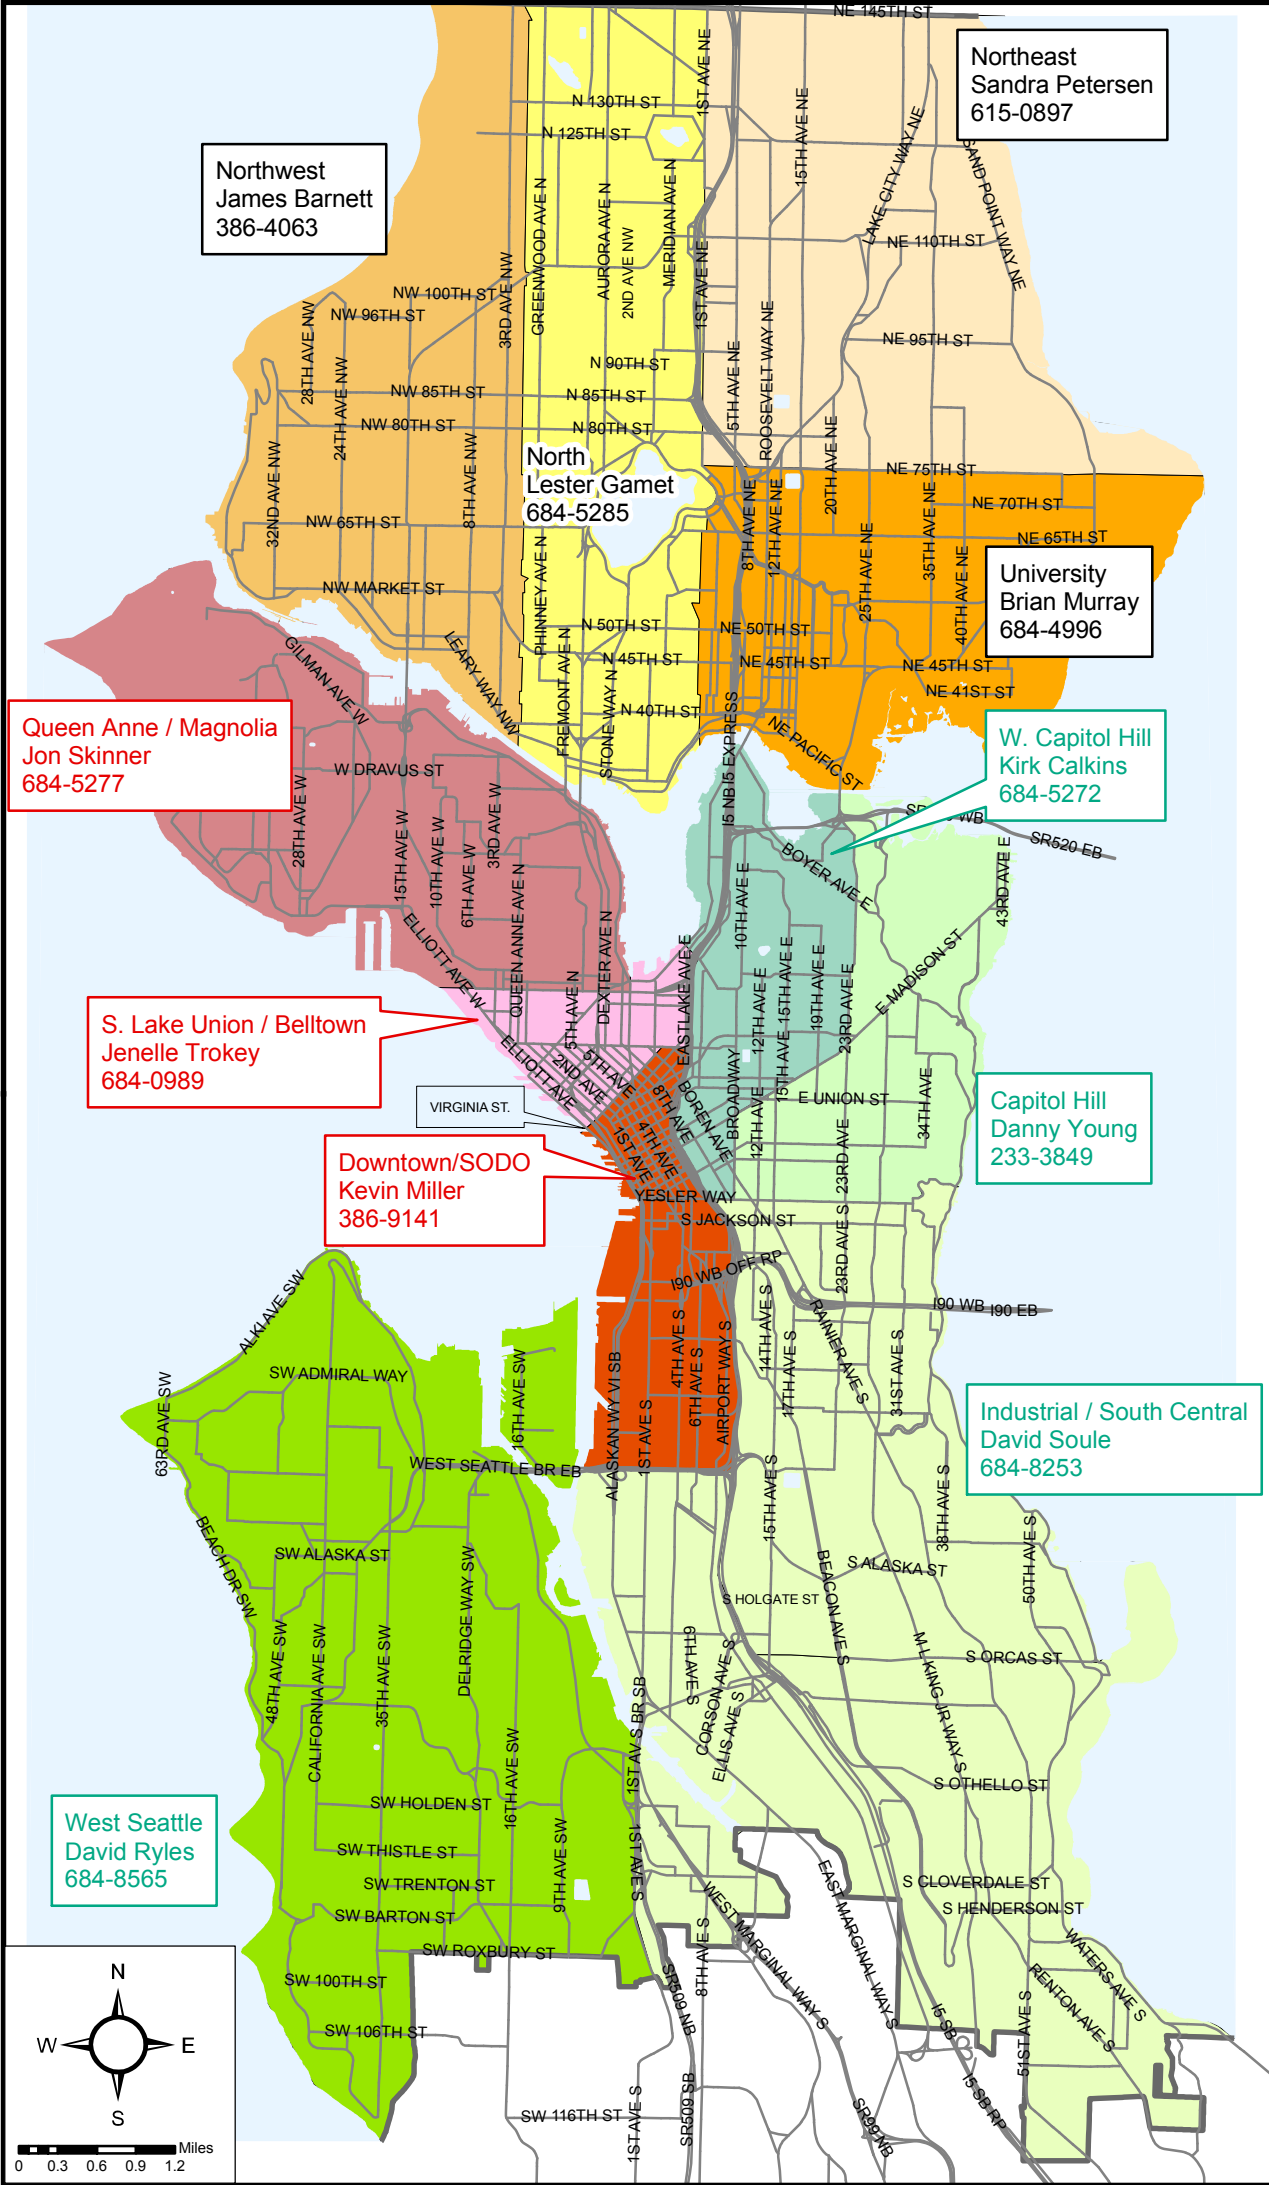 NE 145TH ST
Northeast
Sandra Petersen
615-0897
1ST AVE NE
N 130TH ST
N 125TH ST
15TH AVE NE
LAKE CITY WAY NE
SAND POINT WAY NE
Northwest
James Barnett
386-4063
GREENWOOD AVE N
AURORA AVE N
2ND AVE NW
MERIDIAN AVE N
1ST AVE NE
NE 110TH ST
3RD AVE NW
NW 100TH ST
NW 96TH ST
28TH AVE NW
24TH AVE NW
N 90TH ST
5TH AVE NE
ROOSEVELT WAY NE
NE 95TH ST
NW 85TH ST
N 85TH ST
NW 80TH ST
N 80TH ST
32ND AVE NW
8TH AVE NW
North
Lester Gamet
684-5285
20TH AVE NE
NE 75TH ST
8TH AVE NE
12TH AVE NE
35TH AVE NE
NE 70TH ST
NW 65TH ST
NE 65TH ST
25TH AVE NE
40TH AVE NE
University
Brian Murray
684-4996
NW MARKET ST
PHINNEY AVE N
LEARY WAY NW
N 50TH ST
NE 50TH ST
N 45TH ST
NE 45TH ST
NE 45TH ST
NE 41ST ST
FREMONT AVE N
STONE WAY N
N 40TH ST
I5 NB I5 EXPRESS
NE PACIFIC ST
GILMAN AVE W
Queen Anne / Magnolia
Jon Skinner
684-5277
W DRAVUS ST
W. Capitol Hill
Kirk Calkins
684-5272
SR520 EB
28TH AVE W
15TH AVE W
10TH AVE W
6TH AVE W
3RD AVE W
QUEEN ANNE AVE N
DEXTER AVE N
BOYER AVE E
43RD AVE E
10TH AVE E
ELLIOTT AVE W
5TH AVE N
EASTLAKE AVE E
12TH AVE E
15TH AVE E
19TH AVE E
23RD AVE E
E MADISON ST
S. Lake Union / Belltown
Jenelle Trokey
684-0989
ELLIOTT AVE
2ND AVE
5TH AVE
8TH AVE
BOREN AVE
BROADWAY
12TH AVE
15TH AVE
E UNION ST
34TH AVE
23RD AVE
Capitol Hill
Danny Young
233-3849
VIRGINIA ST.
1ST AVE
4TH AVE
Downtown/SODO
Kevin Miller
386-9141
YESLER WAY
S JACKSON ST
23RD AVE S
I90 WB OFF RP
I90 WB
I90 EB
ALKI AVE SW
SW ADMIRAL WAY
63RD AVE SW
16TH AVE SW
ALASKAN WY VI SB
1ST AVE S
4TH AVE S
6TH AVE S
AIRPORT WAY S
14TH AVE S
17TH AVE S
RAINIER AVE S
31ST AVE S
Industrial / South Central
David Soule
684-8253
WEST SEATTLE BR EB
15TH AVE S
38TH AVE S
50TH AVE S
BEACH DR SW
SW ALASKA ST
DELRIDGE WAY SW
S ALASKA ST
BEACON AVE S
S HOLGATE ST
48TH AVE SW
CALIFORNIA AVE SW
35TH AVE SW
6TH AVE S
CORSON AVE S
ELLIS AVE S
M L KING JR WAY S
S ORCAS ST
1ST AV S BR SB
16TH AVE SW
S OTHELLO ST
SW HOLDEN ST
West Seattle
David Ryles
684-8565
SW THISTLE ST
9TH AVE SW
1ST AVE S
SW TRENTON ST
SW BARTON ST
SW ROXBURY ST
S CLOVERDALE ST
S HENDERSON ST
WEST MARGINAL WAY S
EAST MARGINAL WAY S
8TH AVE S
SR509 NB
SW 100TH ST
SW 106TH ST
WATERS AVE S
RENTON AVE S
51ST AVE S
I5 SB
I5 SB RP
SW 116TH ST
1ST AVE S
SR509 SB
SR99 NB
N
W
E
S
Miles
0 0.3 0.6 0.9 1.2